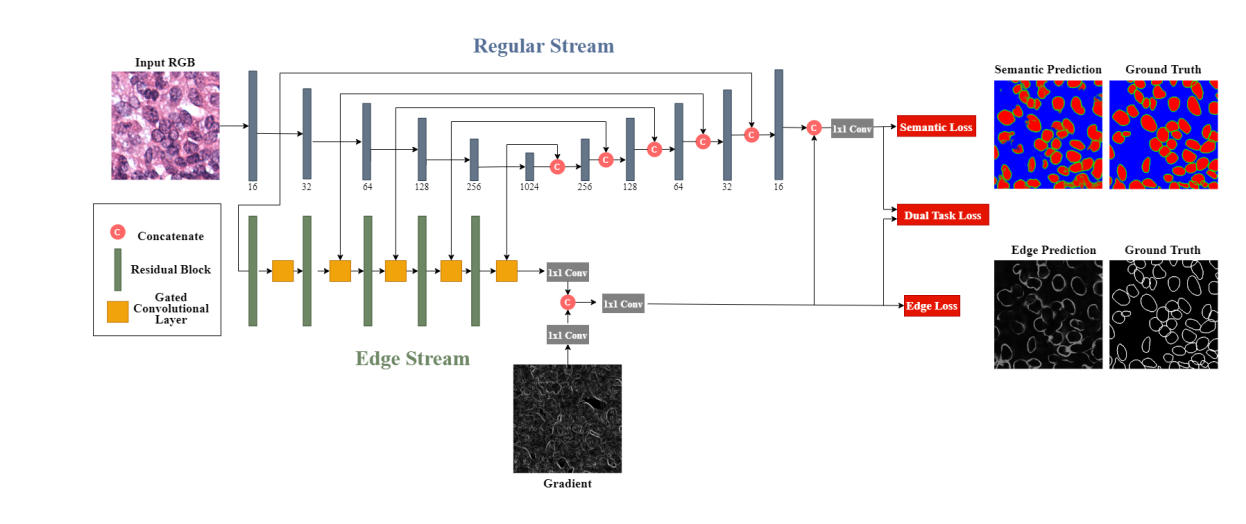 Regular Stream
Input RGB
Semantic Prediction
Ground Truth
C
1x1 Conv
Semantic Loss
C
C
C
C
C
16
32
64
128
256
1024
256
128
64
32
16
Dual Task Loss
C
Concatenate
Residual Block
Gated
Convolutional
Layer
Edge Prediction
Ground Truth
1x1 Conv
C
1x1 Conv
Edge Loss
1x1 Conv
Edge Stream
Gradient